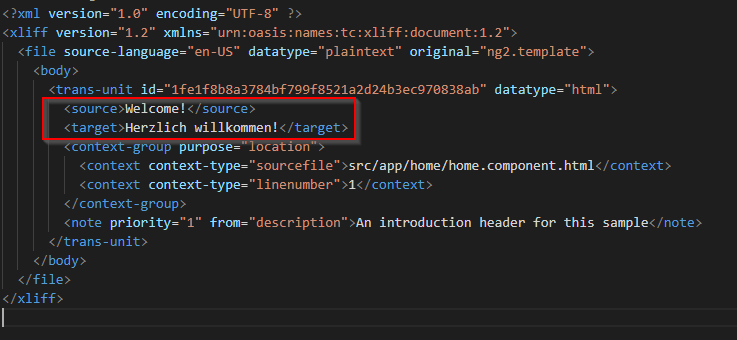 <?xml version="1.0" encoding="UTF-8" ?>
<xliff version="1.2" xmlns="urn:oasis:names:tc:xliff:document:1.2">
<file source-language="en-US" datatype="plaintext" original="ng2.template">
<body>
<trans-unit id="1fe1f8b8a3784bf799f8521a2d24b3ec970838ab" datatype="html">
<source>Welcome!</source>
<target>Herzlich willkommen!</target>
<context-group purpose="location">
<context context-type="sourcefile">src/app/home/home.component.html</context>
<context context-type="linenumber">1</context>
</context-group>
<note priority="1" from="description">An introduction header for this sample</note>
</trans-unit>
</body>
</file>
</xliff>